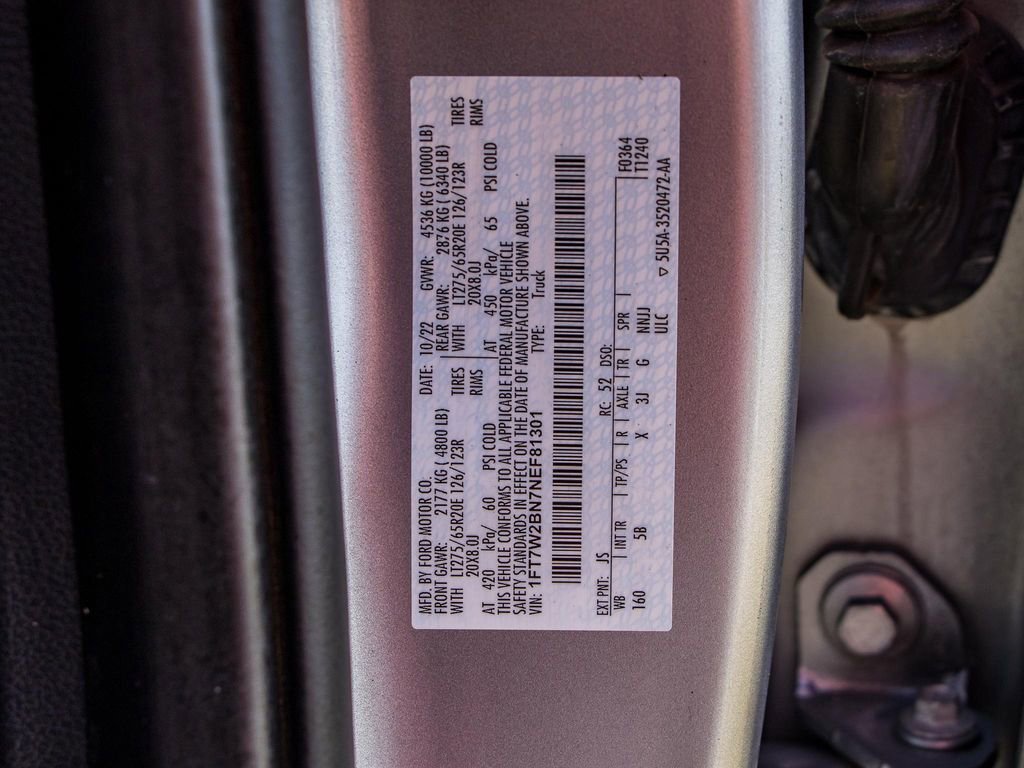 MFD. BY FORD MOTOR CO. DATE: 10/22 GVWR: 4536 KG (10000 LB)
FRONT GAWR: 2177 KG ( 4800 LB) REAR GAWR: 2876 KG ( 6340 LB)
WITH LT275/65R20E 126/123R TIRES WITH LT275/65R20E 126/123R TIRES
20X8.0J RIMS 20X8.0J RIMS
AT 420 kPa/ 60 PSI COLD AT 450 kPa/ 65 PSI COLD
THIS VEHICLE CONFORMS TO ALL APPLICABLE FEDERAL MOTOR VEHICLE
SAFETY STANDARDS IN EFFECT ON THE DATE OF MANUFACTURE SHOWN ABOVE.
VIN: 1FT7W2BN7NEF81301 TYPE: Truck
EXT PNT: JS RC: 52 DSO: F0364
WB INT TR TP/PS R AXLE TR SPR T1240
160 5B X 3J G NNUJ
ULC ▽ 5U5A-3520472-AA